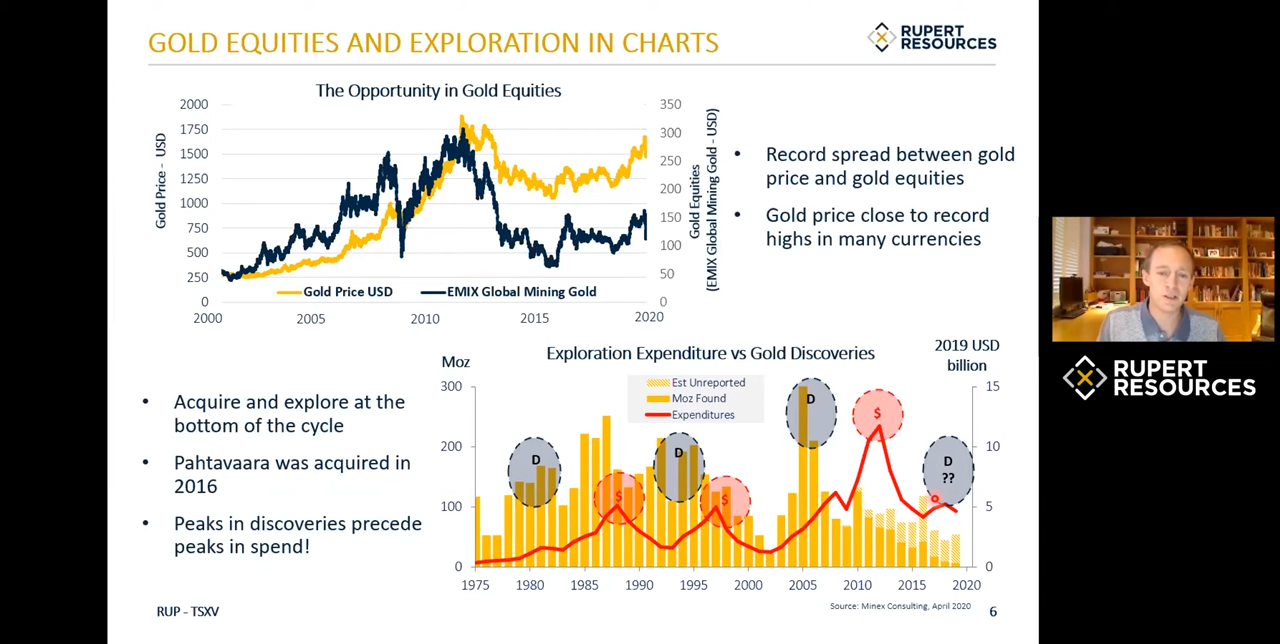 GOLD EQUITIES AND EXPLORATION IN CHARTS
RUPERT
RESOURCES
The Opportunity in Gold Equities
Gold Price - USD
2000
1750
1500
1250
1000
750
500
250
0
350
300
250
200
150
100
50
0
Gold Equities
(EMIX Global Mining Gold - USD)
Gold Price USD
EMIX Global Mining Gold
2000 2005 2010 2015 2020
• Record spread between gold
price and gold equities
• Gold price close to record
highs in many currencies
RUPERT
RESOURCES
• Acquire and explore at the
bottom of the cycle
• Pahtavaara was acquired in
2016
• Peaks in discoveries precede
peaks in spend!
Moz
Exploration Expenditure vs Gold Discoveries
2019 USD
billion
Est Unreported
Moz Found
Expenditures
300
200
100
0
15
10
5
0
D
$
D
$
D
$
D
??
1975 1980 1985 1990 1995 2000 2005 2010 2015 2020
Source: Minex Consulting, April 2020
RUP - TSXV
6